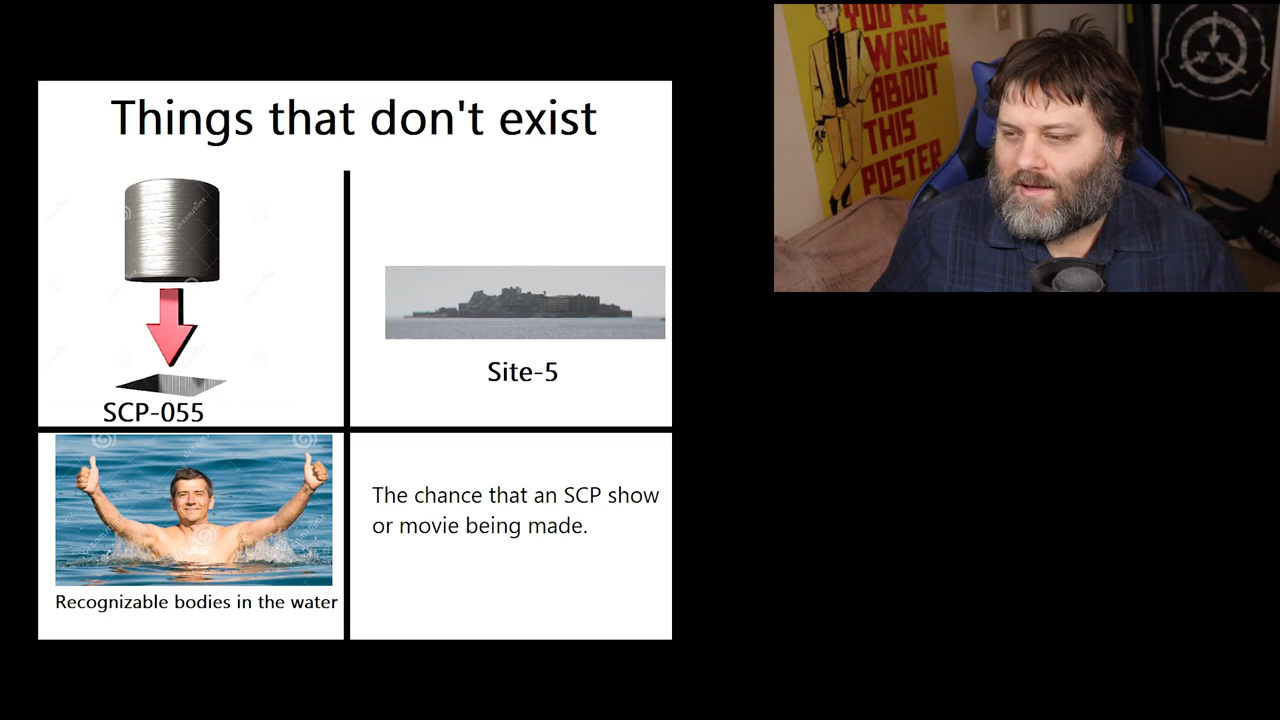 Things that don't exist
SCP-055
Site-5
Recognizable bodies in the water
The chance that an SCP show
or movie being made.
YOU'RE
WRONG
ABOUT
THIS
POSTER